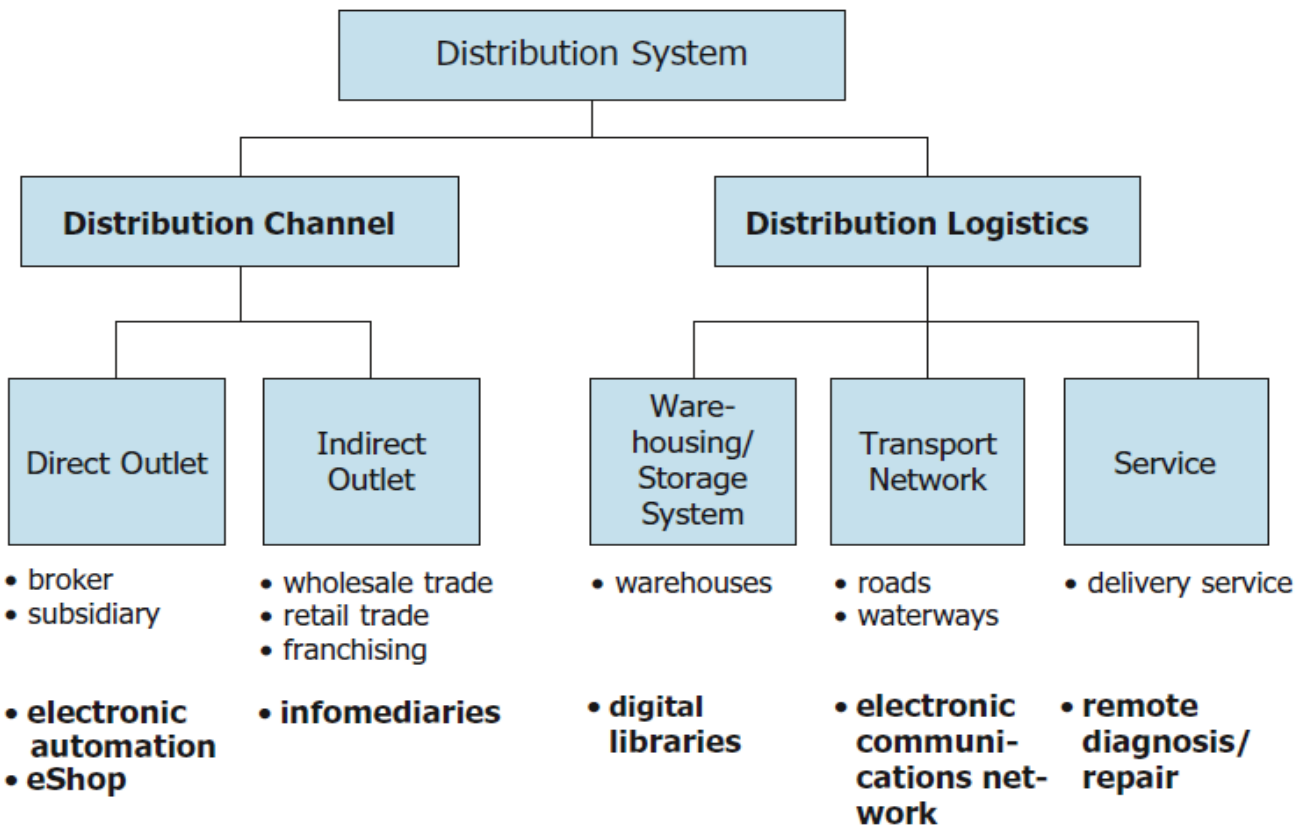 Distribution System
Distribution Channel
Distribution Logistics
Direct Outlet
Indirect
Outlet
Ware-
housing/
Storage
System
Transport
Network
Service
• broker
• subsidiary
• electronic
automation
• eShop
• wholesale trade
• retail trade
• franchising
• infomediaries
• warehouses
• digital
libraries
• roads
• waterways
• electronic
communi-
cations net-
work
• delivery service
• remote
diagnosis/
repair